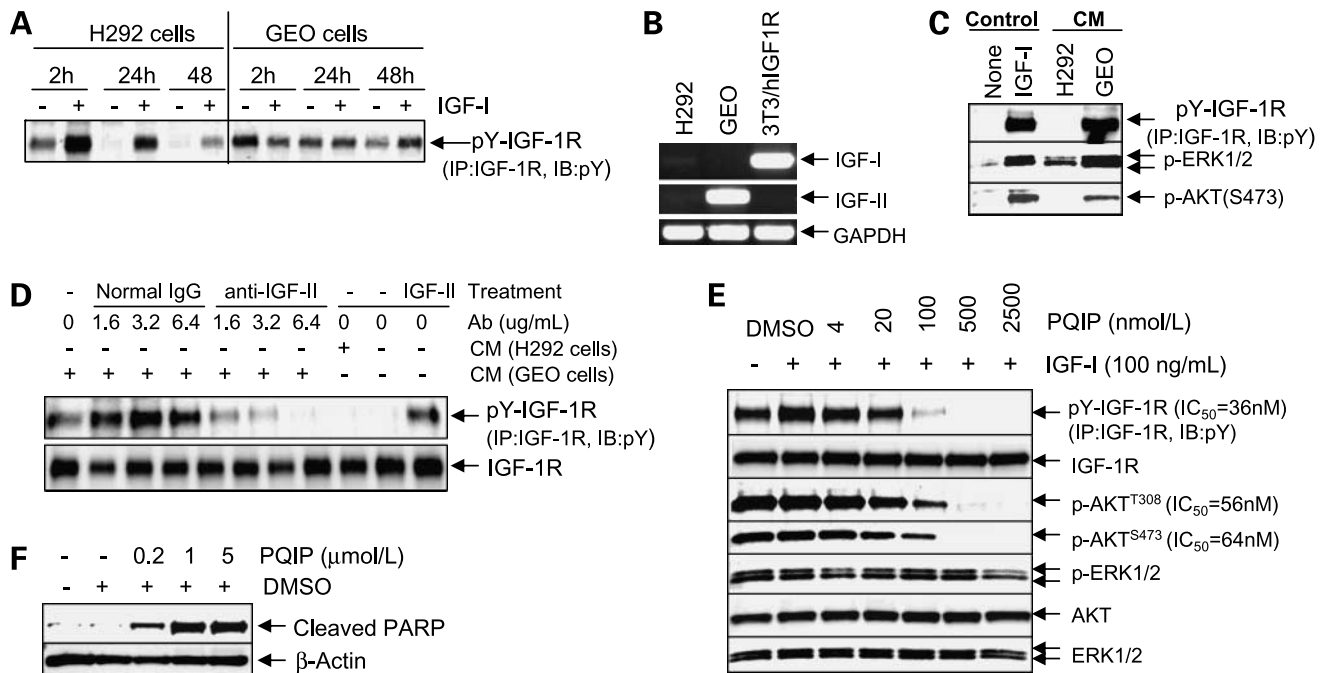 A
H292 cells GEO cells
2h 24h 48 2h 24h 48h
- + - + - + - + - + - + IGF-I
pY-IGF-1R
(IP:IGF-1R, IB:pY)
B
H292 GEO 3T3/hIGF1R
IGF-I
IGF-II
GAPDH
C
Control CM
None IGF-I H292 GEO
pY-IGF-1R
(IP:IGF-1R, IB:pY)
p-ERK1/2
p-AKT(S473)
D
- Normal IgG anti-IGF-II - - IGF-II Treatment
0 1.6 3.2 6.4 1.6 3.2 6.4 0 0 0 Ab (ug/mL)
- - - - - - - + - - CM (H292 cells)
+ + + + + + + - - - CM (GEO cells)
pY-IGF-1R
(IP:IGF-1R, IB:pY)
IGF-1R
E
DMSO 4 20 100 500 2500 PQIP (nmol/L)
- + + + + + + IGF-I (100 ng/mL)
pY-IGF-1R (IC50=36nM)
(IP:IGF-1R, IB:pY)
IGF-1R
p-AKT^T308 (IC50=56nM)
p-AKT^S473 (IC50=64nM)
p-ERK1/2
AKT
ERK1/2
F
- - 0.2 1 5 PQIP (μmol/L)
- + + + + DMSO
Cleaved PARP
β-Actin